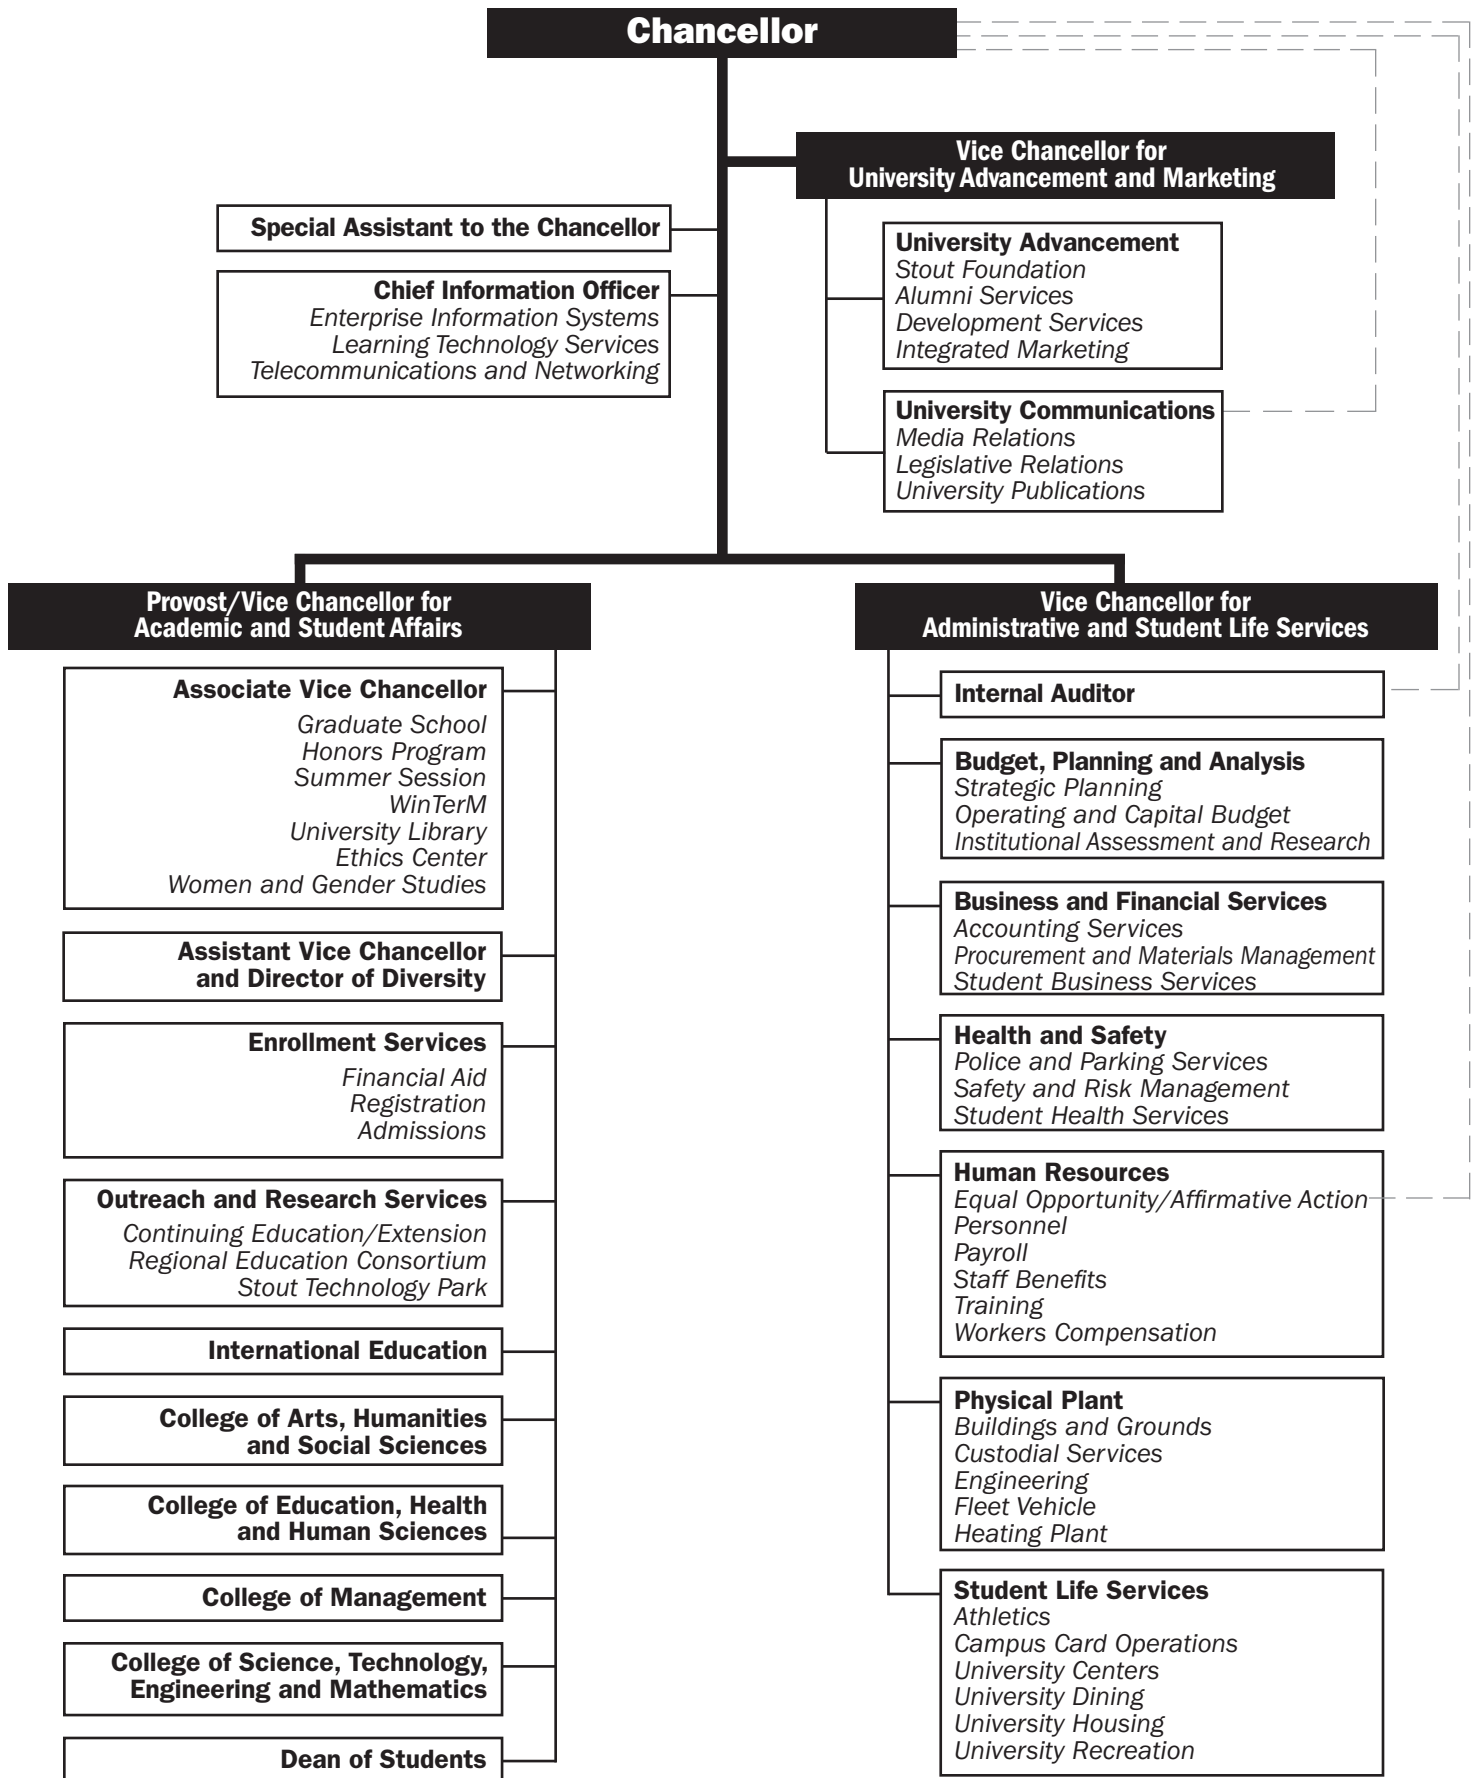 Chancellor
Vice Chancellor for
University Advancement and Marketing
Special Assistant to the Chancellor
Chief Information Officer
Enterprise Information Systems
Learning Technology Services
Telecommunications and Networking
University Advancement
Stout Foundation
Alumni Services
Development Services
Integrated Marketing
University Communications
Media Relations
Legislative Relations
University Publications
Provost/Vice Chancellor for
Academic and Student Affairs
Associate Vice Chancellor
Graduate School
Honors Program
Summer Session
WinTerM
University Library
Ethics Center
Women and Gender Studies
Assistant Vice Chancellor
and Director of Diversity
Enrollment Services
Financial Aid
Registration
Admissions
Outreach and Research Services
Continuing Education/Extension
Regional Education Consortium
Stout Technology Park
International Education
College of Arts, Humanities
and Social Sciences
College of Education, Health
and Human Sciences
College of Management
College of Science, Technology,
Engineering and Mathematics
Dean of Students
Vice Chancellor for
Administrative and Student Life Services
Internal Auditor
Budget, Planning and Analysis
Strategic Planning
Operating and Capital Budget
Institutional Assessment and Research
Business and Financial Services
Accounting Services
Procurement and Materials Management
Student Business Services
Health and Safety
Police and Parking Services
Safety and Risk Management
Student Health Services
Human Resources
Equal Opportunity/Affirmative Action
Personnel
Payroll
Staff Benefits
Training
Workers Compensation
Physical Plant
Buildings and Grounds
Custodial Services
Engineering
Fleet Vehicle
Heating Plant
Student Life Services
Athletics
Campus Card Operations
University Centers
University Dining
University Housing
University Recreation